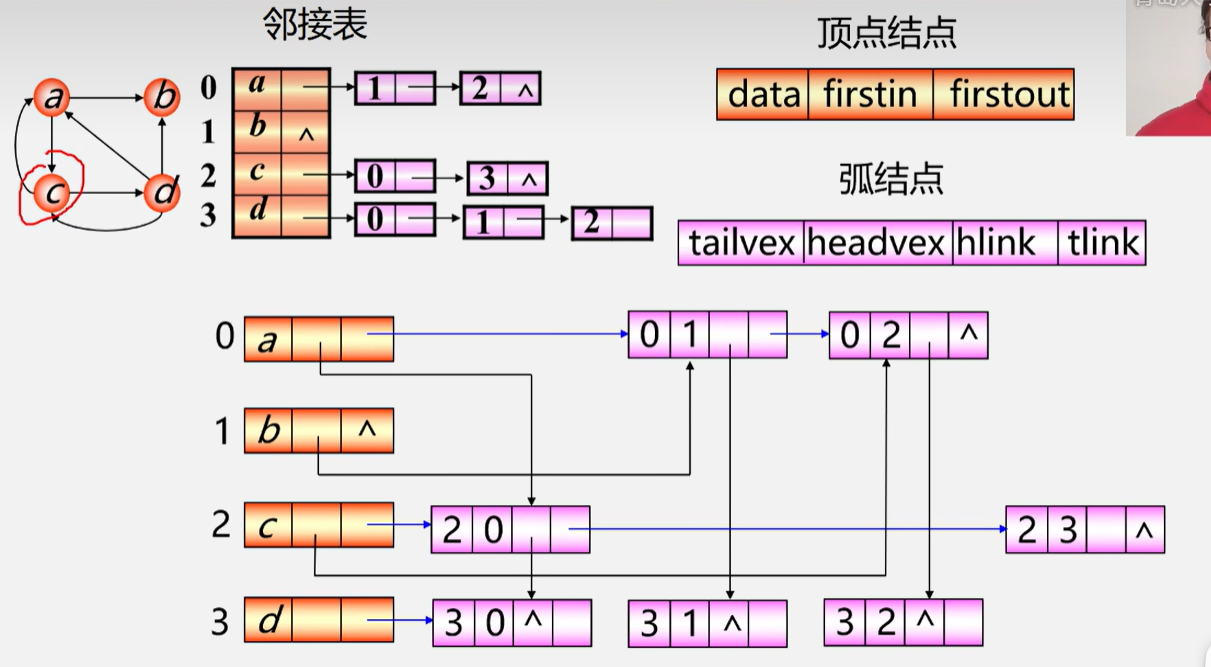 邻接表
顶点结点
data firstin firstout
弧结点
tailvex headvex hlink tlink
a b
c d
0 a 1 2 ^
1 b ^
2 c 0 3 ^
3 d 0 1 2
0 a 0 1 0 2 ^
1 b ^
2 c 2 0 2 3 ^
3 d 3 0 ^ 3 1 ^ 3 2 ^